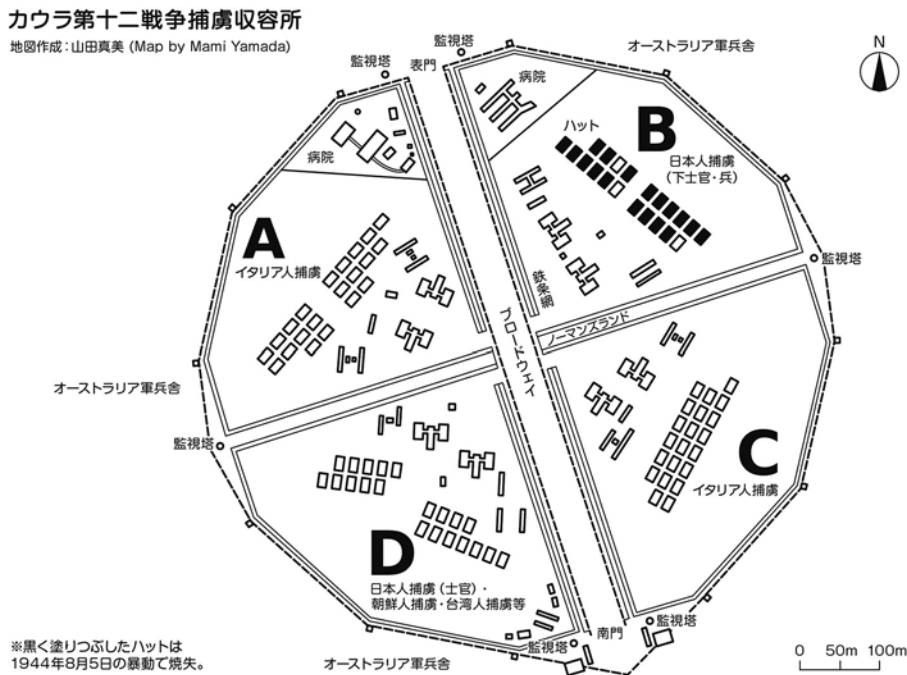 カウラ第十二戦争捕虜収容所
地図作成：山田真美 (Map by Mami Yamada)
監視塔
表門
監視塔
オーストラリア軍兵舎
N
病院
病院
ハット
B
日本人捕虜
（下士官・兵）
A
イタリア人捕虜
監視塔
鉄条網
ブロードウェイ
ノーマンズランド
オーストラリア軍兵舎
監視塔
C
イタリア人捕虜
D
日本人捕虜（士官）・
朝鮮人捕虜・台湾人捕虜等
監視塔
南門
監視塔
オーストラリア軍兵舎
※黒く塗りつぶしたハットは
1944年8月5日の暴動で焼失。
0 50m 100m